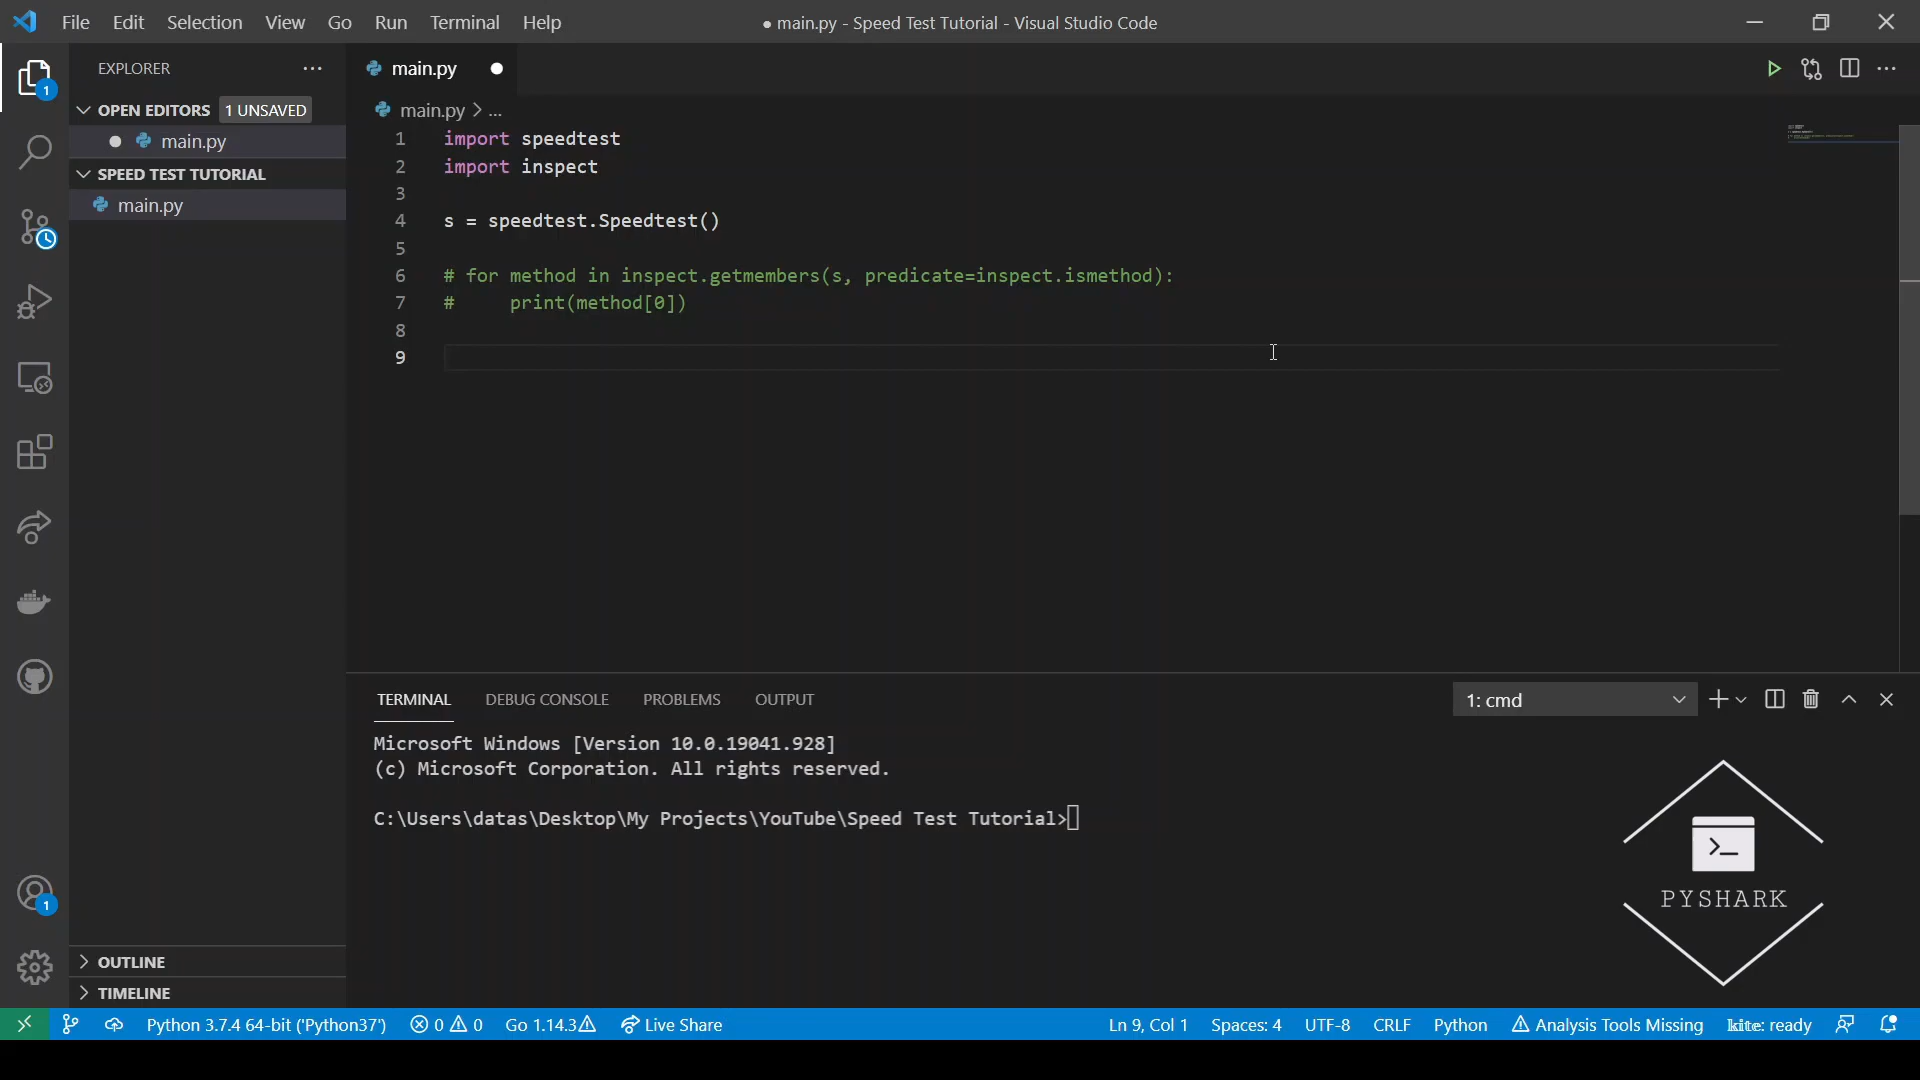 File Edit Selection View Go Run Terminal Help
● main.py - Speed Test Tutorial - Visual Studio Code
EXPLORER
OPEN EDITORS 1 UNSAVED
main.py
SPEED TEST TUTORIAL
main.py
OUTLINE
TIMELINE
main.py
main.py > ...
1 import speedtest
2 import inspect
3
4 s = speedtest.Speedtest()
5
6 # for method in inspect.getmembers(s, predicate=inspect.ismethod):
7 #     print(method[0])
8
9
TERMINAL DEBUG CONSOLE PROBLEMS OUTPUT
1: cmd
Microsoft Windows [Version 10.0.19041.928]
(c) Microsoft Corporation. All rights reserved.
C:\Users\datas\Desktop\My Projects\YouTube\Speed Test Tutorial>
>_
PYSHARK
1
1
Python 3.7.4 64-bit ('Python37') 0 0 Go 1.14.3 Live Share Ln 9, Col 1 Spaces: 4 UTF-8 CRLF Python Analysis Tools Missing kite: ready